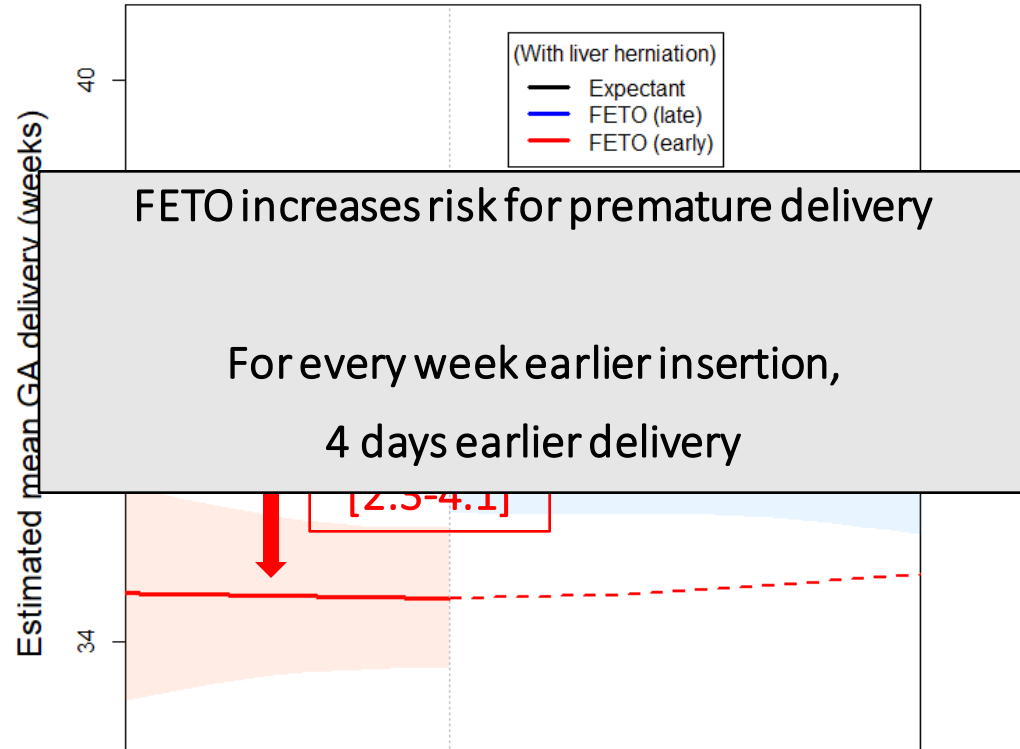 (With liver herniation)
Expectant
FETO (late)
FETO (early)
40
Estimated mean GA delivery (weeks)
FETO increases risk for premature delivery
For every week earlier insertion,
4 days earlier delivery
34